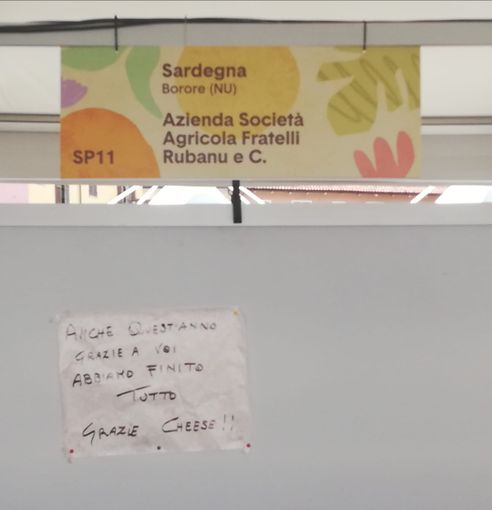 Sardegna
Borore (NU)
Azienda Società
Agricola Fratelli
Rubanu e C.
SP11
ANCHE QUEST'ANNO
GRAZIE A VOI
ABBIAMO FINITO
TUTTO
GRAZIE CHEESE!!